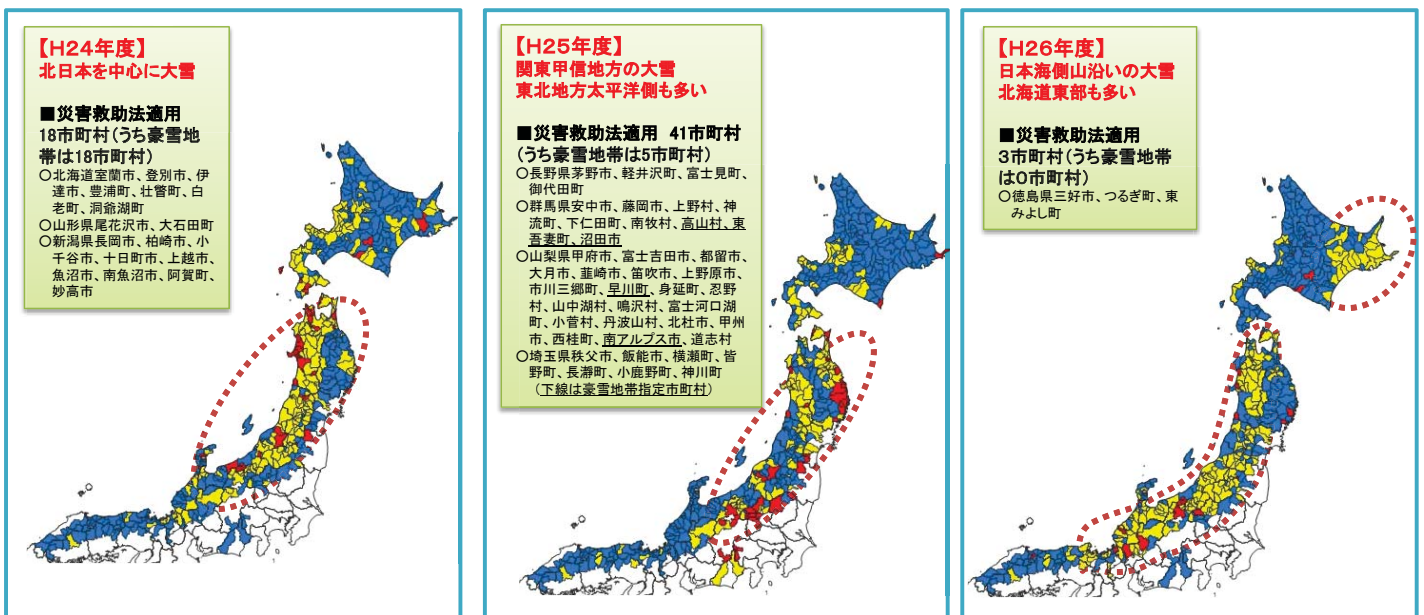 【H24年度】
北日本を中心に大雪
■災害救助法適用
18市町村(うち豪雪地
帯は18市町村)
○北海道室蘭市、登別市、伊
達市、豊浦町、壮瞥町、白
老町、洞爺湖町
○山形県尾花沢市、大石田町
○新潟県長岡市、柏崎市、小
千谷市、十日町市、上越市、
魚沼市、南魚沼市、阿賀町、
妙高市
【H25年度】
関東甲信地方の大雪
東北地方太平洋側も多い
■災害救助法適用 41市町村
(うち豪雪地帯は5市町村)
○長野県茅野市、軽井沢町、富士見町、
御代田町
○群馬県安中市、藤岡市、上野村、神
流町、下仁田町、南牧村、高山村、東
吾妻町、沼田市
○山梨県甲府市、富士吉田市、都留市、
大月市、韮崎市、笛吹市、上野原市、
市川三郷町、早川町、身延町、忍野
村、山中湖村、鳴沢村、富士河口湖
町、小菅村、丹波山村、北杜市、甲州
市、西桂町、南アルプス市、道志村
○埼玉県秩父市、飯能市、横瀬町、皆
野町、長瀞町、小鹿野町、神川町
(下線は豪雪地帯指定市町村)
【H26年度】
日本海側山沿いの大雪
北海道東部も多い
■災害救助法適用
3市町村(うち豪雪地帯
は0市町村)
○徳島県三好市、つるぎ町、東
みよし町